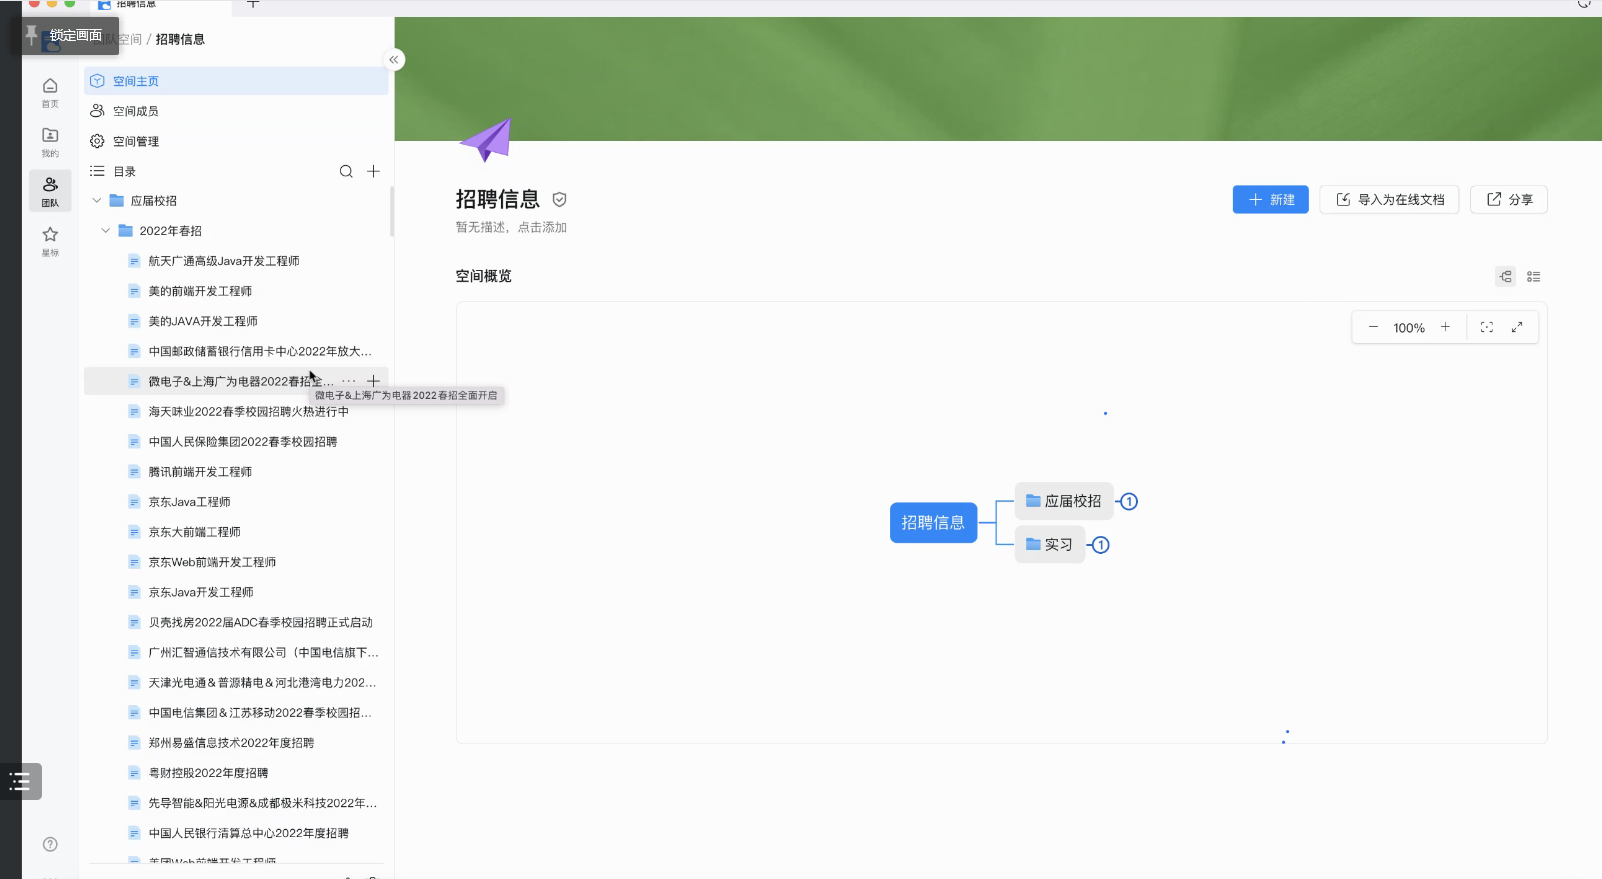 招聘信息
锁定画面
空间 / 招聘信息
首页
我的
团队
星标
空间主页
空间成员
空间管理
目录
应届校招
2022年春招
航天广通高级Java开发工程师
美的前端开发工程师
美的JAVA开发工程师
中国邮政储蓄银行信用卡中心2022年放大...
微电子&上海广为电器2022春招全...
微电子&上海广为电器2022春招全面开启
海天味业2022春季校园招聘火热进行中
中国人民保险集团2022春季校园招聘
腾讯前端开发工程师
京东Java工程师
京东大前端工程师
京东Web前端开发工程师
京东Java开发工程师
贝壳找房2022届ADC春季校园招聘正式启动
广州汇智通信技术有限公司（中国电信旗下...
天津光电通＆普源精电＆河北港湾电力202...
中国电信集团＆江苏移动2022春季校园招...
郑州易盛信息技术2022年度招聘
粤财控股2022年度招聘
先导智能&阳光电源&成都极米科技2022年...
中国人民银行清算总中心2022年度招聘
美团Web前端开发工程师
招聘信息
暂无描述，点击添加
新建
导入为在线文档
分享
空间概览
100%
招聘信息
应届校招
1
实习
1